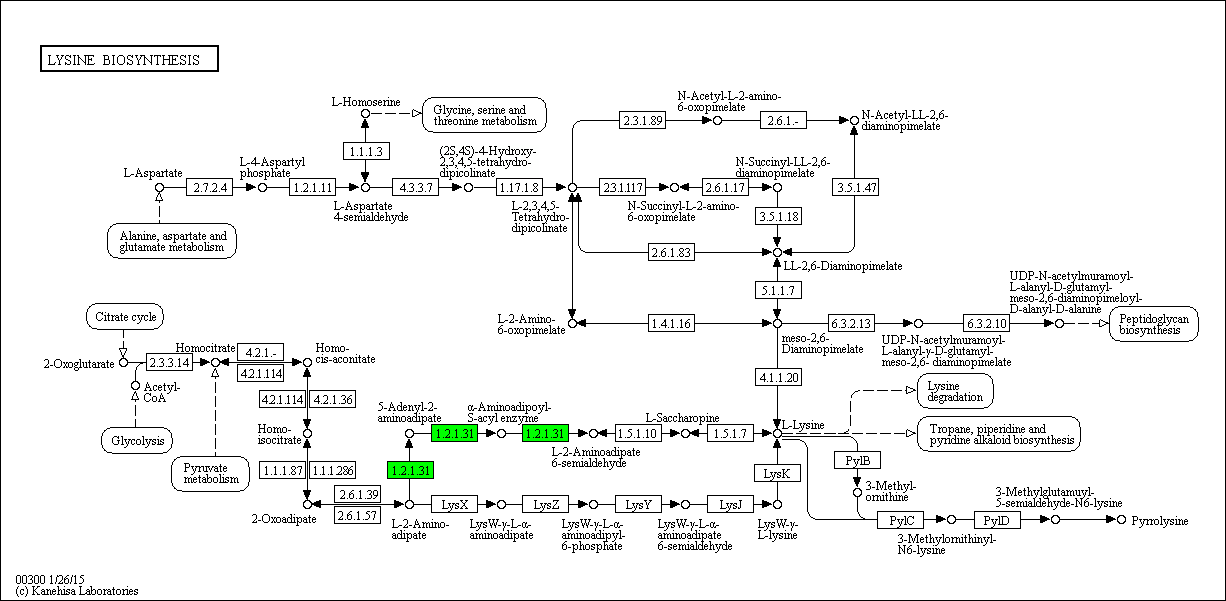 LYSINE BIOSYNTHESIS
L-Homoserine
Glycine, serine and
threonine metabolism
N-Acetyl-L-2-amino-
6-oxopimelate
2.3.1.89
2.6.1.-
N-Acetyl-LL-2,6-
diaminopimelate
1.1.1.3
L-Aspartate
L-4-Aspartyl
phosphate
(2S,4S)-4-Hydroxy-
2,3,4,5-tetrahydro-
dipicolinate
N-Succinyl-LL-2,6-
diaminopimelate
2.7.2.4
1.2.1.11
4.3.3.7
1.17.1.8
2.3.1.117
2.6.1.17
3.5.1.47
L-Aspartate
4-semialdehyde
L-2,3,4,5-
Tetrahydro-
dipicolinate
N-Succinyl-L-2-amino-
6-oxopimelate
3.5.1.18
Alanine, aspartate and
glutamate metabolism
2.6.1.83
LL-2,6-Diaminopimelate
5.1.1.7
UDP-N-acetylmuramoyl-
L-alanyl-D-glutamyl-
meso-2,6-diaminopimeloyl-
D-alanyl-D-alanine
Citrate cycle
L-2-Amino-
6-oxopimelate
1.4.1.16
6.3.2.13
6.3.2.10
Peptidoglycan
biosynthesis
meso-2,6-
Diaminopimelate
UDP-N-acetylmuramoyl-
L-alanyl-γ-D-glutamyl-
meso-2,6- diaminopimelate
2-Oxoglutarate
2.3.3.14
Homocitrate
4.2.1.-
4.2.1.114
Homo-
cis-aconitate
Acetyl-
CoA
4.1.1.20
Lysine
degradation
4.2.1.114
4.2.1.36
5-Adenyl-2-
aminoadipate
α-Aminoadipoyl-
S-acyl enzyme
L-Saccharopine
L-Lysine
Glycolysis
Homo-
isocitrate
1.2.1.31
1.2.1.31
1.5.1.10
1.5.1.7
Tropane, piperidine and
pyridine alkaloid biosynthesis
L-2-Aminoadipate
6-semialdehyde
Pyruvate
metabolism
1.1.1.87
1.1.1.286
1.2.1.31
LysK
PylB
3-Methyl-
ornithine
2.6.1.39
2.6.1.57
2-Oxoadipate
LysX
LysZ
LysY
LysJ
3-Methylglutamyl-
5-semialdehyde-N6-lysine
L-2-Amino-
adipate
LysW-γ-L-α-
aminoadipate
LysW-γ-L-α-
aminoadipyl-
6-phosphate
LysW-γ-L-α-
aminoadipate
6-semialdehyde
LysW-γ-
L-lysine
PylC
PylD
Pyrrolysine
3-Methylornithinyl-
N6-lysine
00300 1/26/15
(c) Kanehisa Laboratories